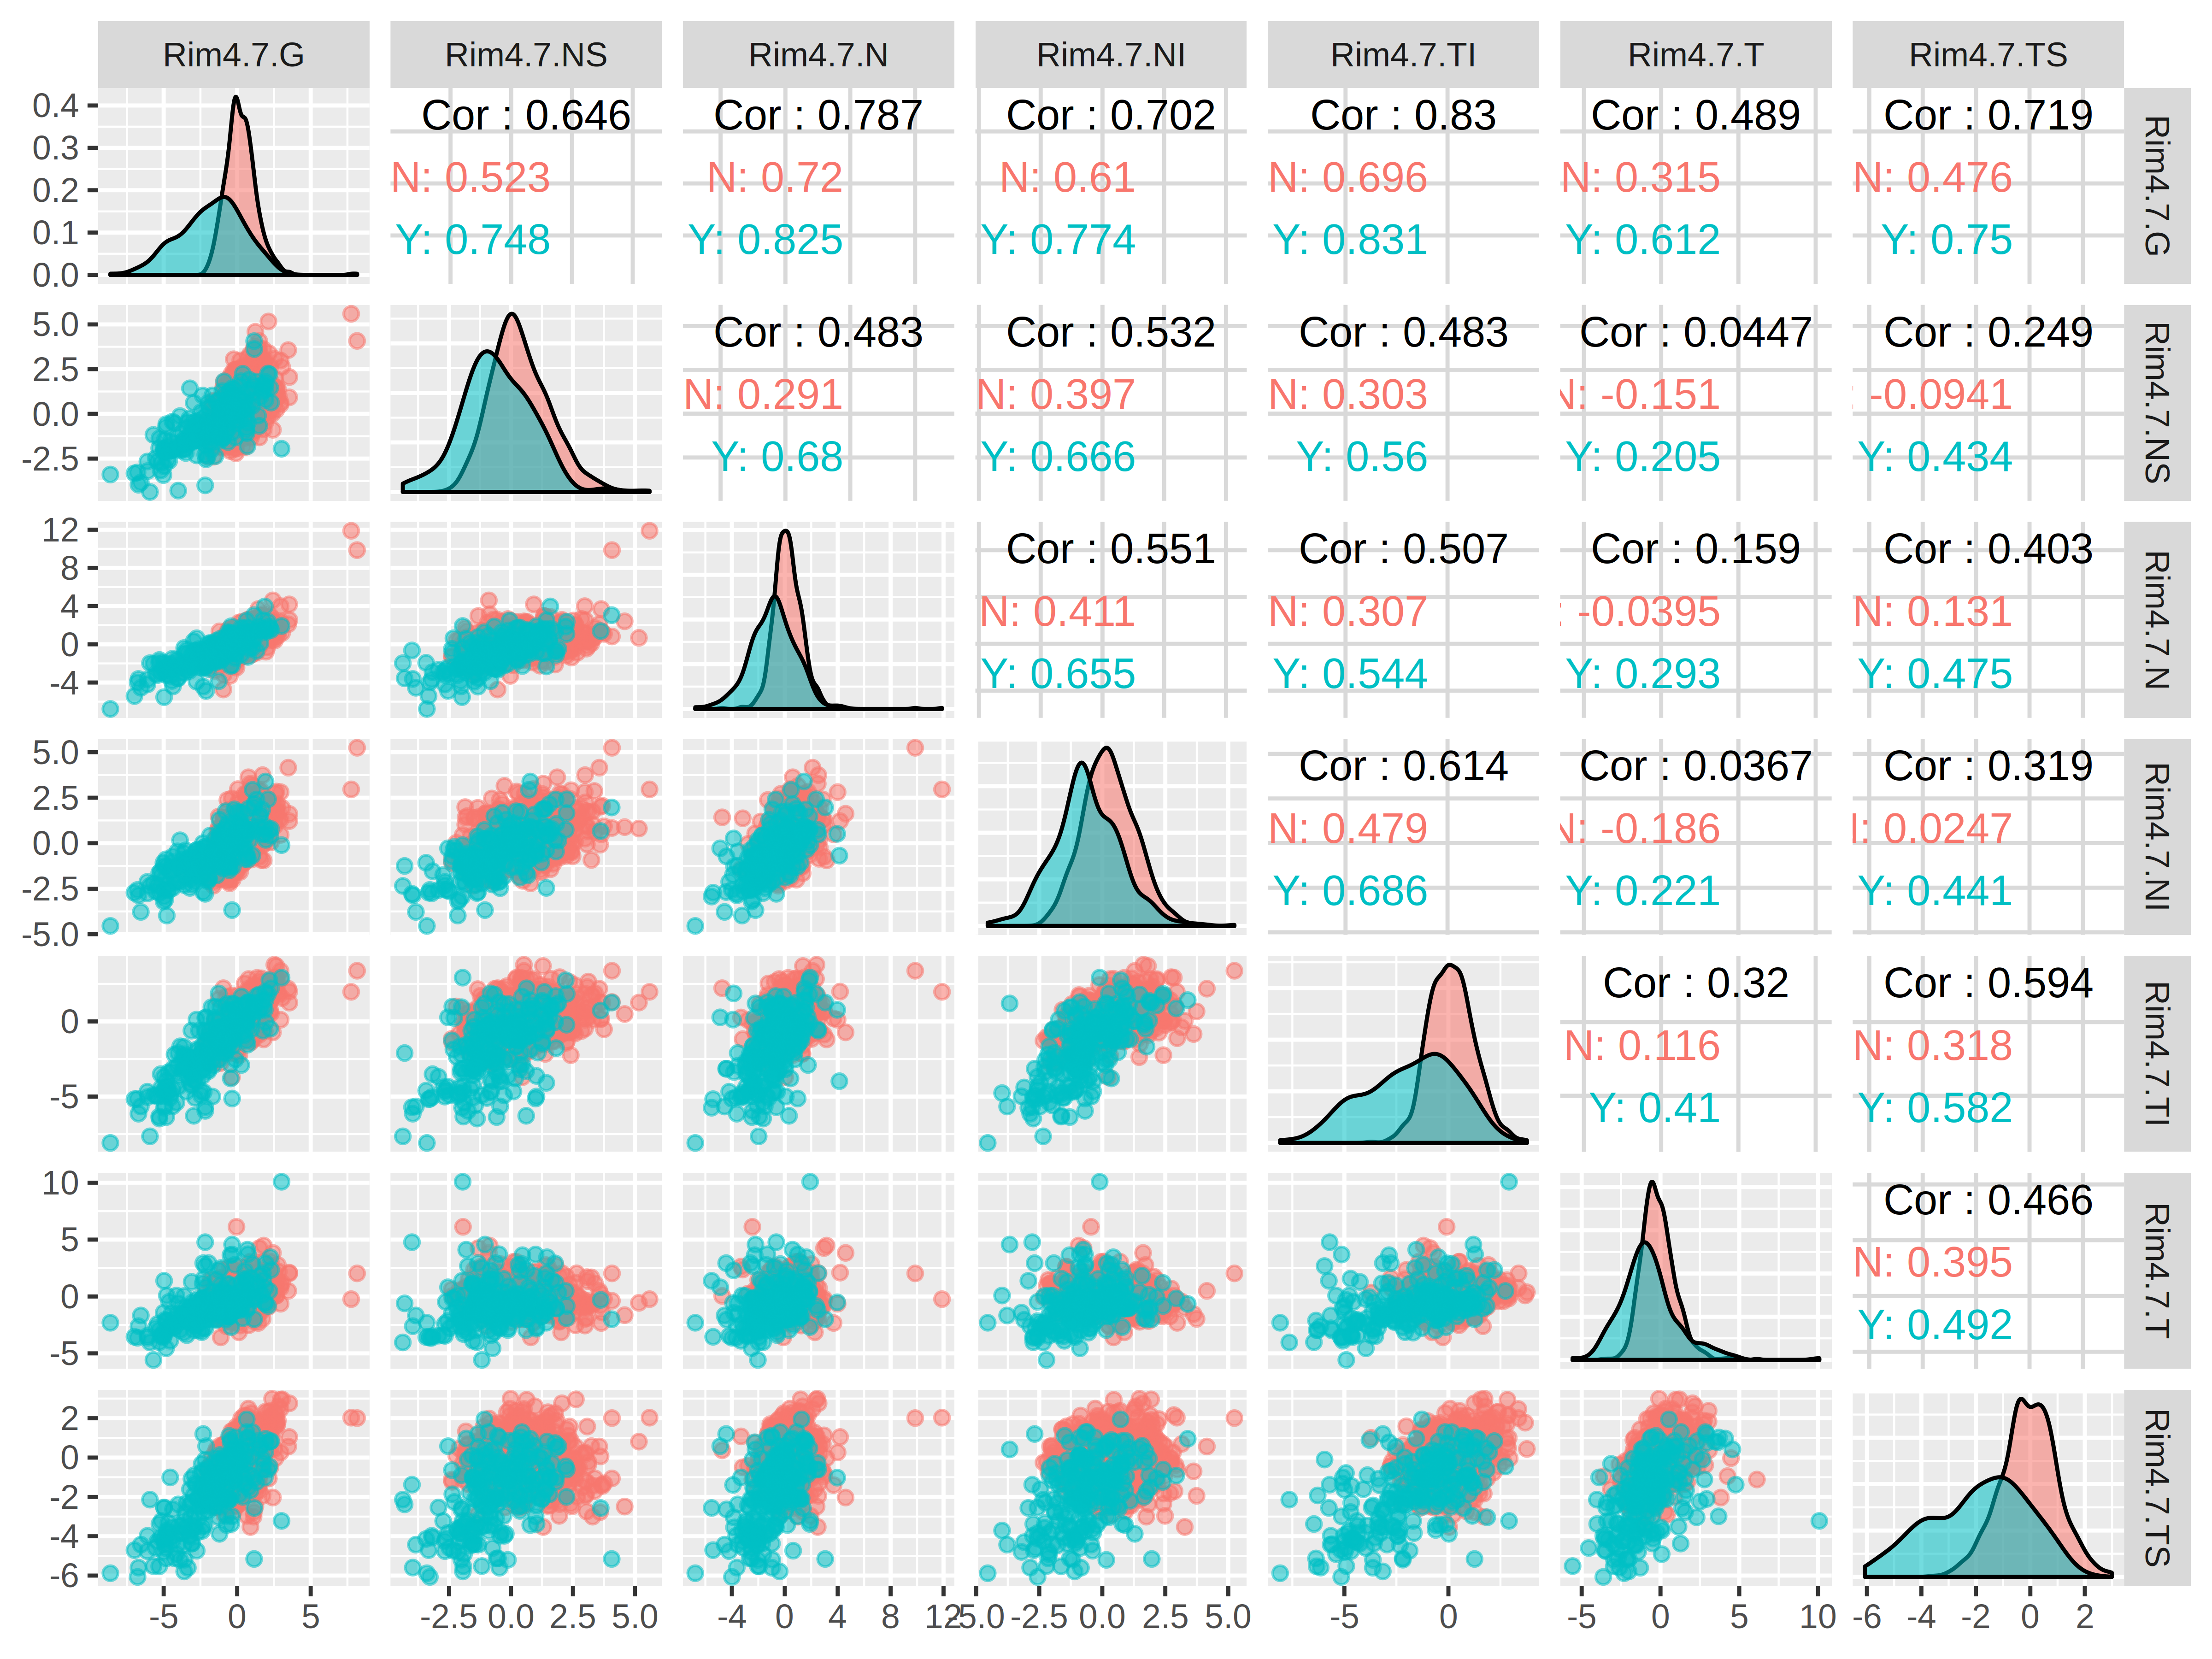 Rim4.7.G Rim4.7.NS Rim4.7.N Rim4.7.NI Rim4.7.TI Rim4.7.T Rim4.7.TS
0.4
0.3
0.2
0.1
0.0
Cor : 0.646
N: 0.523
Y: 0.748
Cor : 0.787
N: 0.72
Y: 0.825
Cor : 0.702
N: 0.61
Y: 0.774
Cor : 0.83
N: 0.696
Y: 0.831
Cor : 0.489
N: 0.315
Y: 0.612
Cor : 0.719
N: 0.476
Y: 0.75
Rim4.7.G
5.0
2.5
0.0
-2.5
Cor : 0.483
N: 0.291
Y: 0.68
Cor : 0.532
N: 0.397
Y: 0.666
Cor : 0.483
N: 0.303
Y: 0.56
Cor : 0.0447
N: -0.151
Y: 0.205
Cor : 0.249
: -0.0941
Y: 0.434
Rim4.7.NS
12
8
4
0
-4
Cor : 0.551
N: 0.411
Y: 0.655
Cor : 0.507
N: 0.307
Y: 0.544
Cor : 0.159
: -0.0395
Y: 0.293
Cor : 0.403
N: 0.131
Y: 0.475
Rim4.7.N
5.0
2.5
0.0
-2.5
-5.0
Cor : 0.614
N: 0.479
Y: 0.686
Cor : 0.0367
N: -0.186
Y: 0.221
Cor : 0.319
N: 0.0247
Y: 0.441
Rim4.7.NI
0
-5
Cor : 0.32
N: 0.116
Y: 0.41
Cor : 0.594
N: 0.318
Y: 0.582
Rim4.7.TI
10
5
0
-5
Cor : 0.466
N: 0.395
Y: 0.492
Rim4.7.T
2
0
-2
-4
-6
Rim4.7.TS
-5 0 5 -2.5 0.0 2.5 5.0 -4 0 4 8 12 -5.0 -2.5 0.0 2.5 5.0 -5 0 -5 0 5 10 -6 -4 -2 0 2